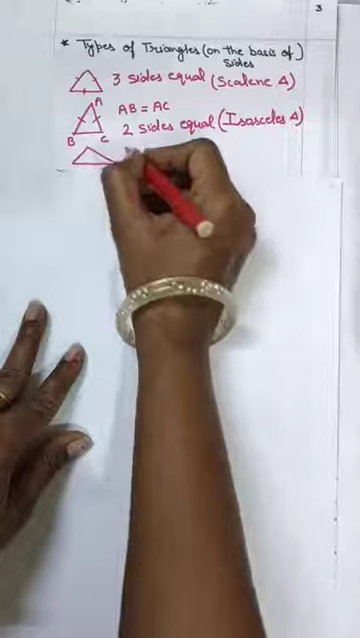 3
* Types of Triangles (on the basis of)
sides
3 sides equal (Scalene Δ)
A
AB = AC
2 sides equal (Isosceles Δ)
B C